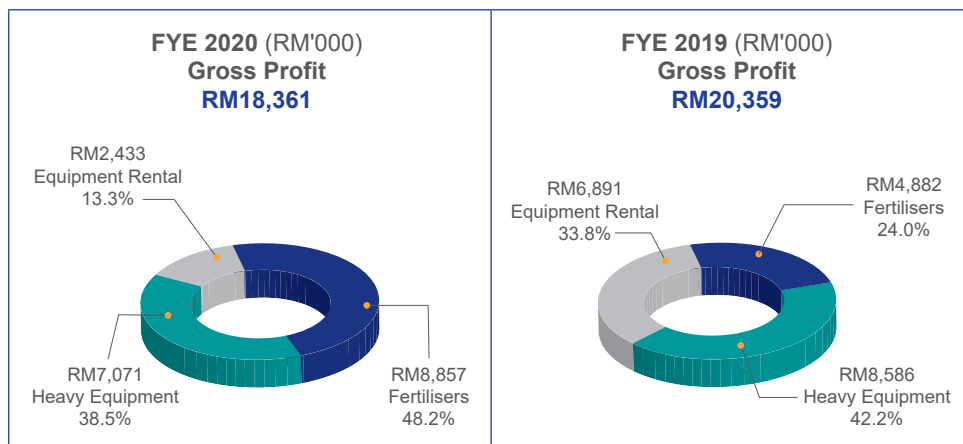 FYE 2020 (RM'000)
Gross Profit
RM18,361
RM2,433
Equipment Rental
13.3%
RM7,071
Heavy Equipment
38.5%
RM8,857
Fertilisers
48.2%
FYE 2019 (RM'000)
Gross Profit
RM20,359
RM6,891
Equipment Rental
33.8%
RM4,882
Fertilisers
24.0%
RM8,586
Heavy Equipment
42.2%